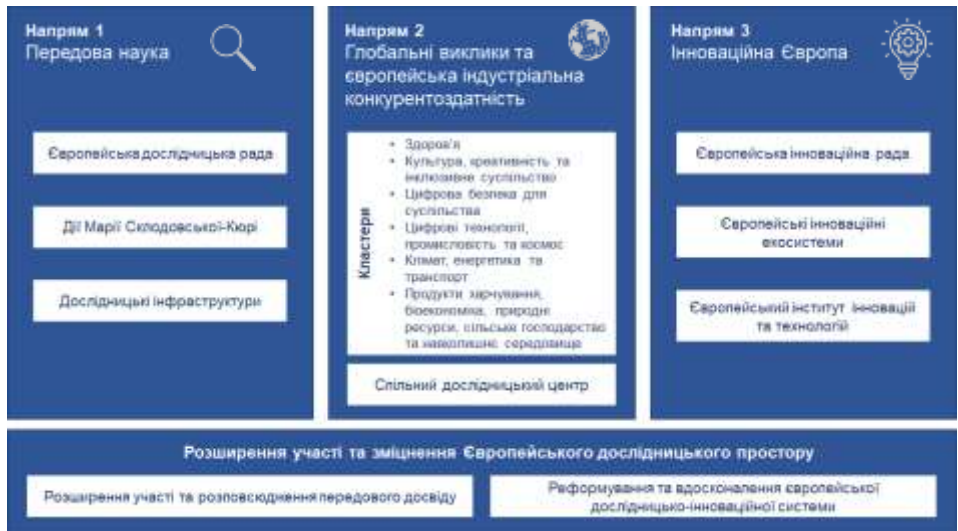 Напрям 1
Передова наука
Європейська дослідницька рада
Дії Марії Склодовської-Кюрі
Дослідницькі інфраструктури
Напрям 2
Глобальні виклики та
європейська індустріальна
конкурентоздатність
Кластери
• Здоров'я
• Культура, креативність та
інклюзивне суспільство
• Цифрова безпека для
суспільства
• Цифрові технології,
промисловість та космос
• Клімат, енергетика та
транспорт
• Продукти харчування,
біоекономіка, природні
ресурси, сільське господарство
та навколишнє середовище
Спільний дослідницький центр
Напрям 3
Інноваційна Європа
Європейська інноваційна рада
Європейські інноваційні
екосистеми
Європейський інститут інновацій
та технологій
Розширення участі та зміцнення Європейського дослідницького простору
Розширення участі та розповсюдження передового досвіду
Реформування та вдосконалення європейської
дослідницько-інноваційної системи